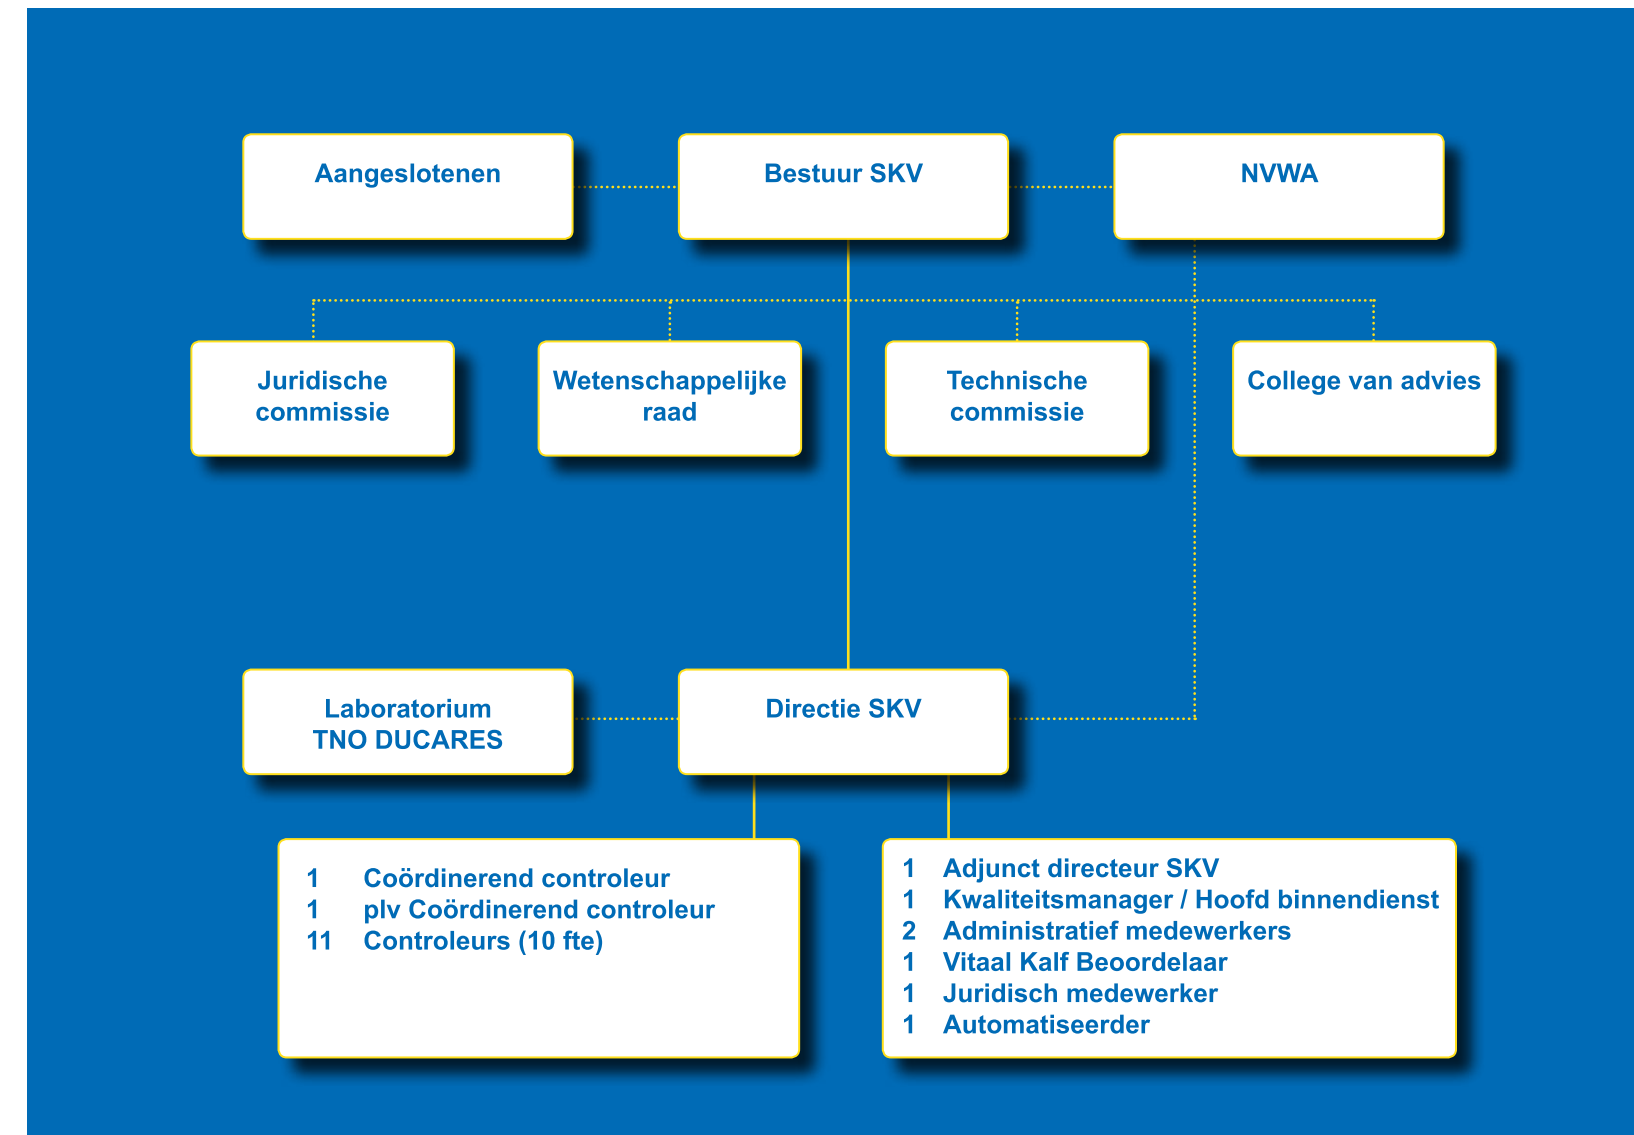 Aangeslotenen
Bestuur SKV
NVWA
Juridische
commissie
Wetenschappelijke
raad
Technische
commissie
College van advies
Laboratorium
TNO DUCARES
Directie SKV
1 Coördinerend controleur
1 plv Coördinerend controleur
11 Controleurs (10 fte)
1 Adjunct directeur SKV
1 Kwaliteitsmanager / Hoofd binnendienst
2 Administratief medewerkers
1 Vitaal Kalf Beoordelaar
1 Juridisch medewerker
1 Automatiseerder